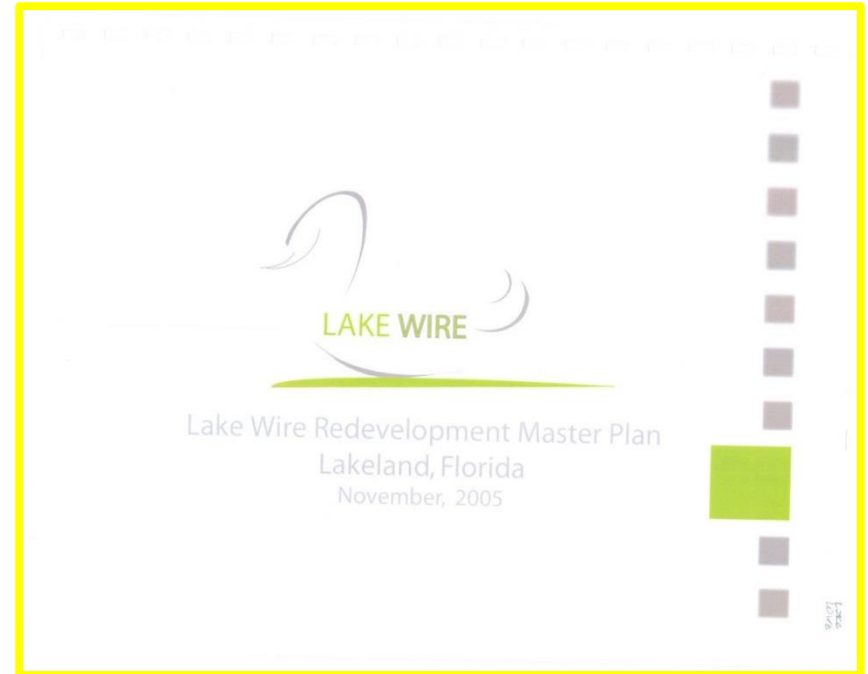 LAKE WIRE
Lake Wire Redevelopment Master Plan
Lakeland, Florida
November, 2005